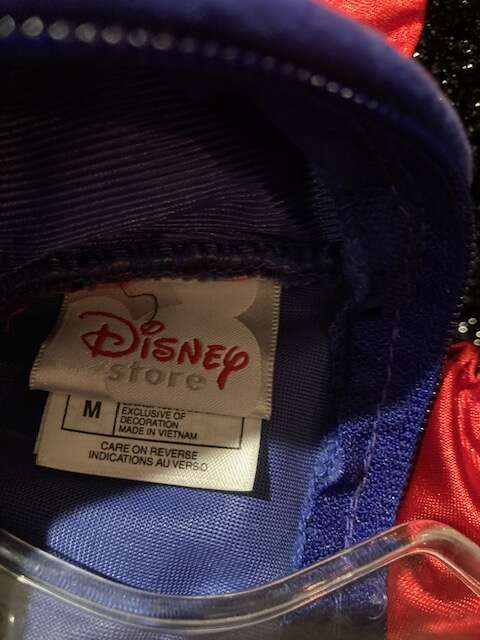 Disney
store
M
EXCLUSIVE OF
DECORATION
MADE IN VIETNAM
CARE ON REVERSE
INDICATIONS AU VERSO